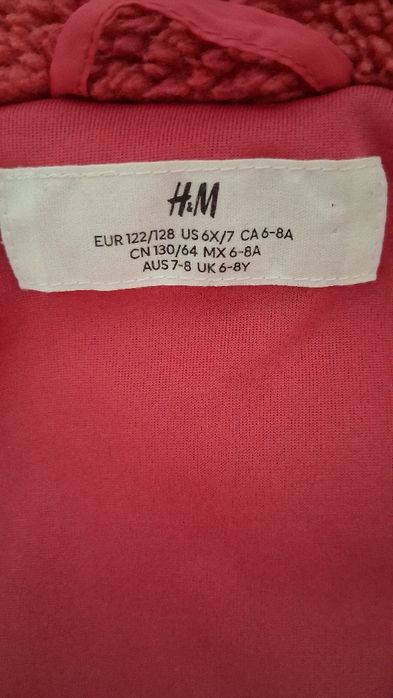 H&M
EUR 122/128 US 6X/7 CA 6-8A
CN 130/64 MX 6-8A
AUS 7-8 UK 6-8Y